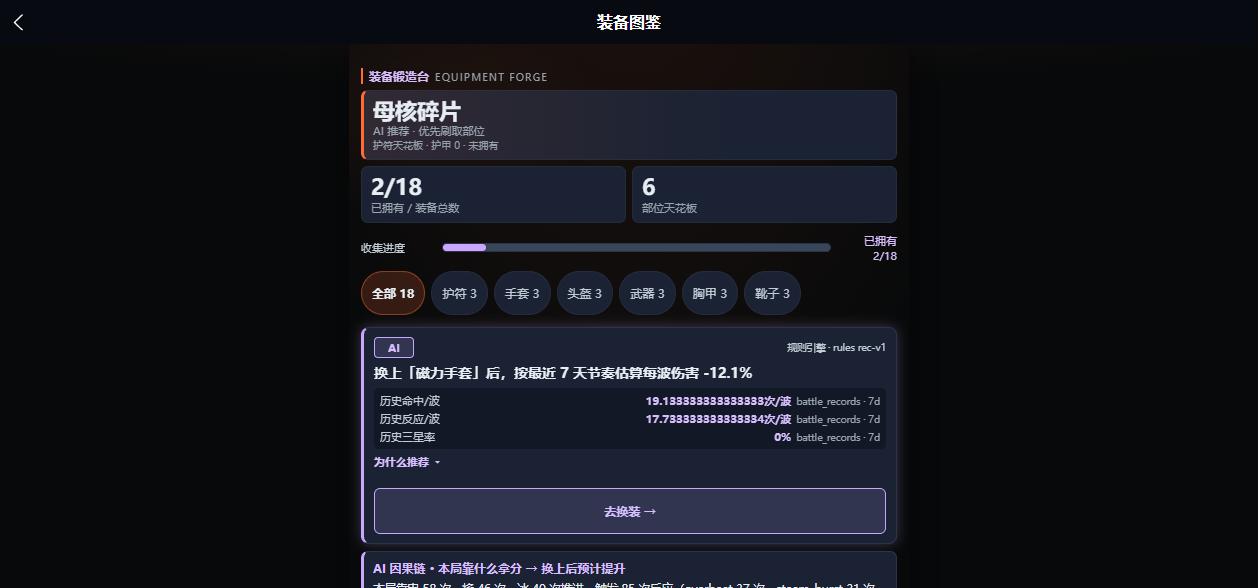 装备图鉴
装备锻造台 EQUIPMENT FORGE
母核碎片
AI 推荐 · 优先刷取部位
护符天花板 · 护甲 0 · 未拥有
2/18
已拥有 / 装备总数
6
部位天花板
收集进度
已拥有
2/18
全部 18
护符 3
手套 3
头盔 3
武器 3
胸甲 3
靴子 3
AI
规则引擎 · rules rec-v1
换上「磁力手套」后，按最近 7 天节奏估算每波伤害 -12.1%
历史命中/波 19.133333333333333次/波 battle_records · 7d
历史反应/波 17.733333333333334次/波 battle_records · 7d
历史三星率 0% battle_records · 7d
为什么推荐
去换装 →
AI 因果链 · 本局靠什么拿分 → 换上后预计提升